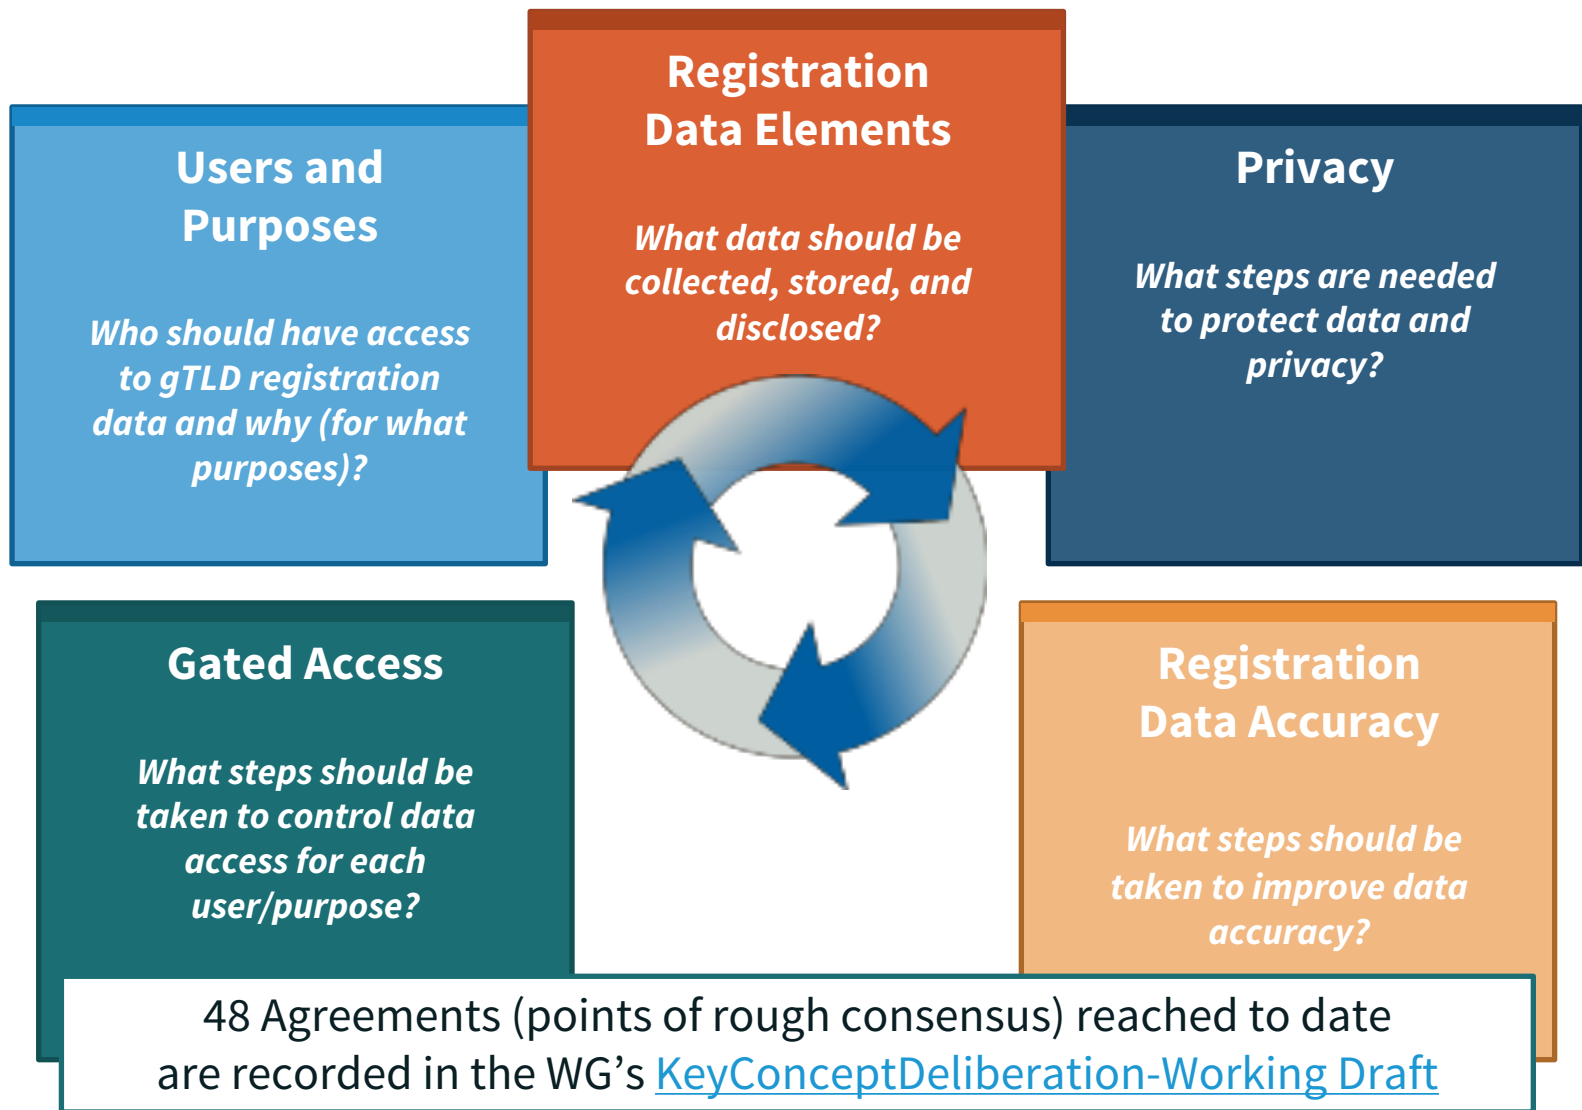 Registration
Data Elements
What data should be
collected, stored, and
disclosed?
Users and
Purposes
Who should have access
to gTLD registration
data and why (for what
purposes)?
Privacy
What steps are needed
to protect data and
privacy?
Gated Access
What steps should be
taken to control data
access for each
user/purpose?
Registration
Data Accuracy
What steps should be
taken to improve data
accuracy?
48 Agreements (points of rough consensus) reached to date
are recorded in the WG’s KeyConceptDeliberation-Working Draft